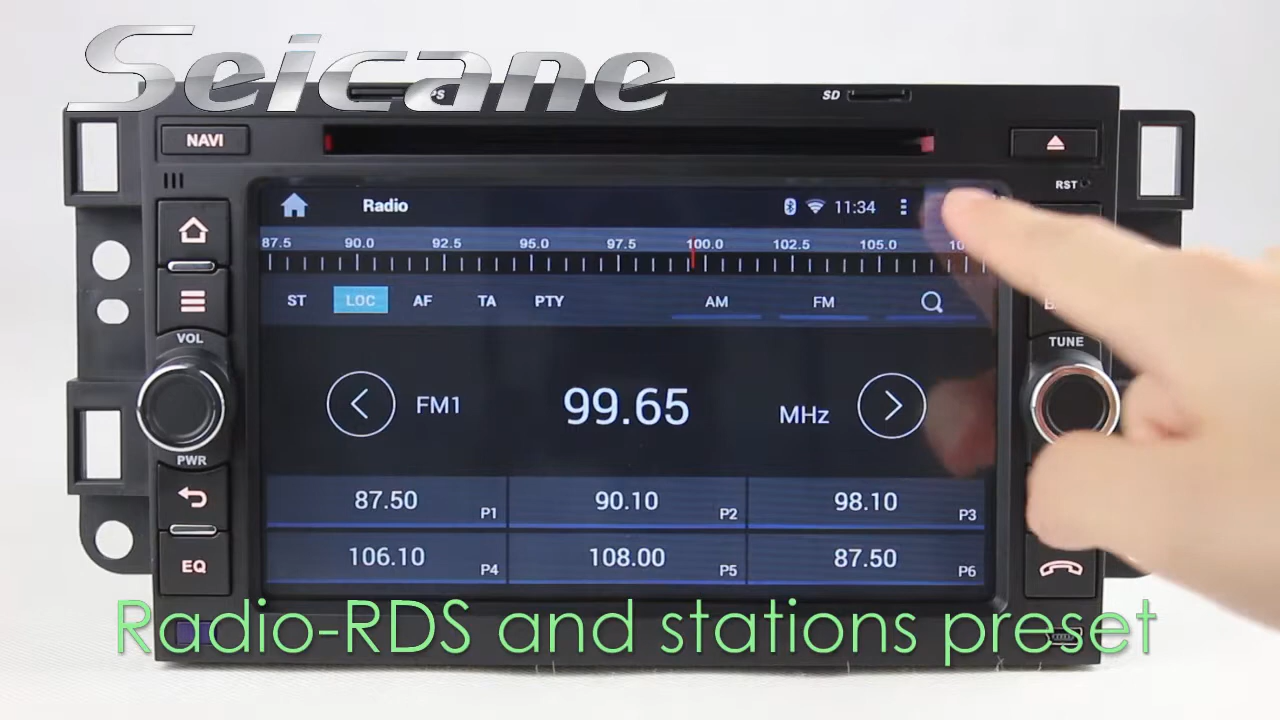 Seicane
SD
NAVI
RST
Radio
11:34
87.5 90.0 92.5 95.0 97.5 100.0 102.5 105.0
ST LOC AF TA PTY AM FM
VOL
TUNE
FM1 99.65 MHz
PWR
87.50 P1 90.10 P2 98.10 P3
106.10 P4 108.00 P5 87.50 P6
EQ
Radio-RDS and stations preset